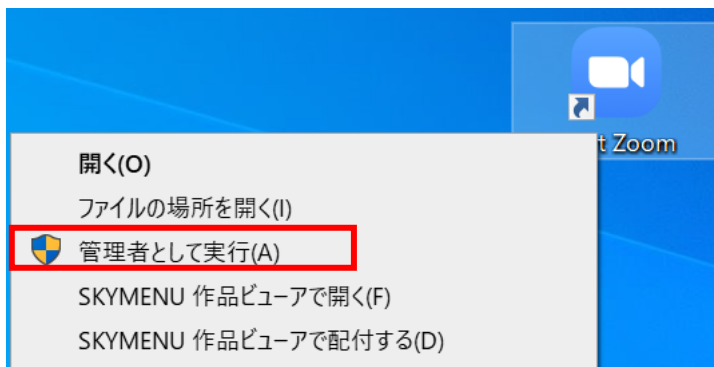 t Zoom
開く(O)
ファイルの場所を開く(I)
管理者として実行(A)
SKYMENU 作品ビューアで開く(F)
SKYMENU 作品ビューアで配付する(D)